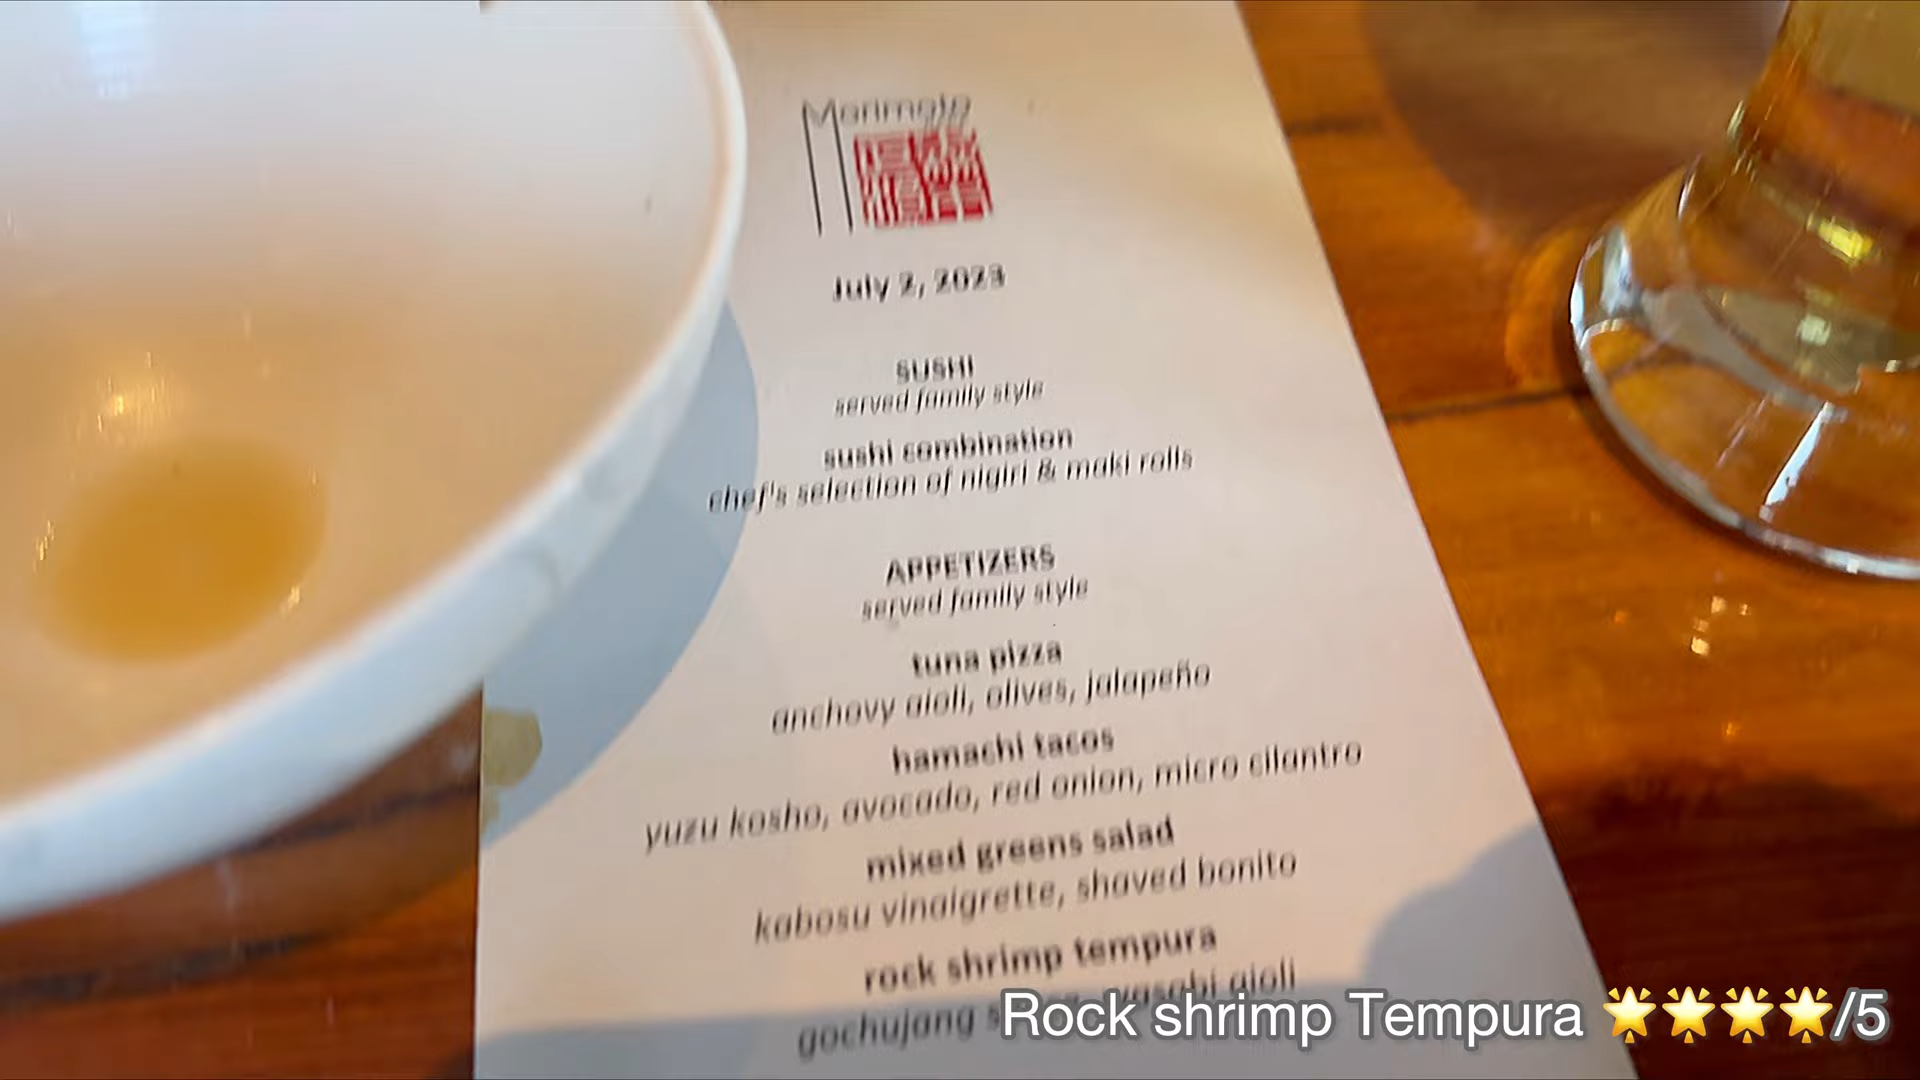 Morimoto
July 2, 2023
SUSHI
served family style
sushi combination
chef's selection of nigiri & maki rolls
APPETIZERS
served family style
tuna pizza
anchovy aioli, olives, jalapeño
hamachi tacos
yuzu kosho, avocado, red onion, micro cilantro
mixed greens salad
kabosu vinaigrette, shaved bonito
rock shrimp tempura
gochujang wasabi aioli
Rock shrimp Tempura 🌟🌟🌟🌟/5